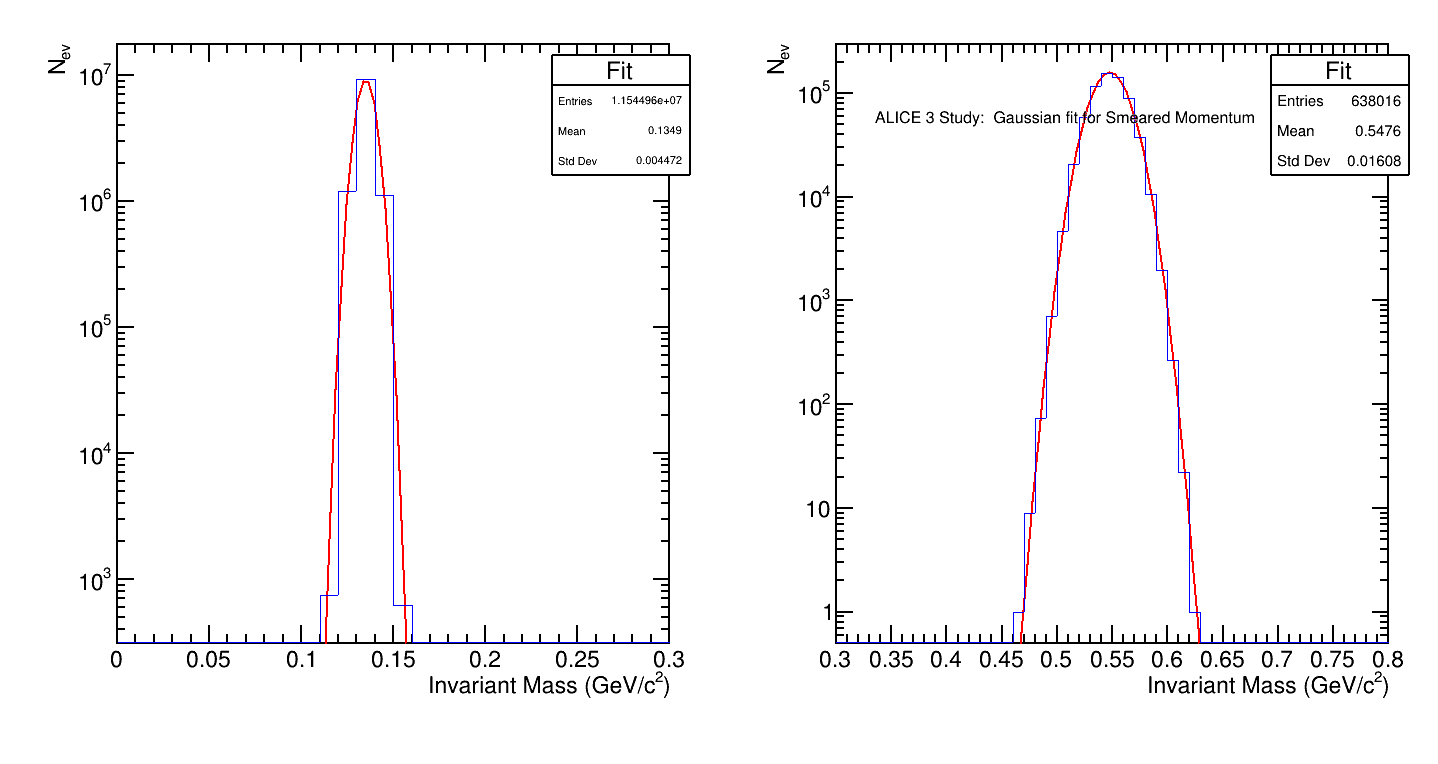 N_ev
10^7
10^6
10^5
10^4
10^3
0 0.05 0.1 0.15 0.2 0.25 0.3
Invariant Mass (GeV/c^2)
Fit
Entries 1.154496e+07
Mean 0.1349
Std Dev 0.004472
N_ev
10^5
10^4
10^3
10^2
10
1
0.3 0.35 0.4 0.45 0.5 0.55 0.6 0.65 0.7 0.75 0.8
Invariant Mass (GeV/c^2)
ALICE 3 Study: Gaussian fit for Smeared Momentum
Fit
Entries 638016
Mean 0.5476
Std Dev 0.01608